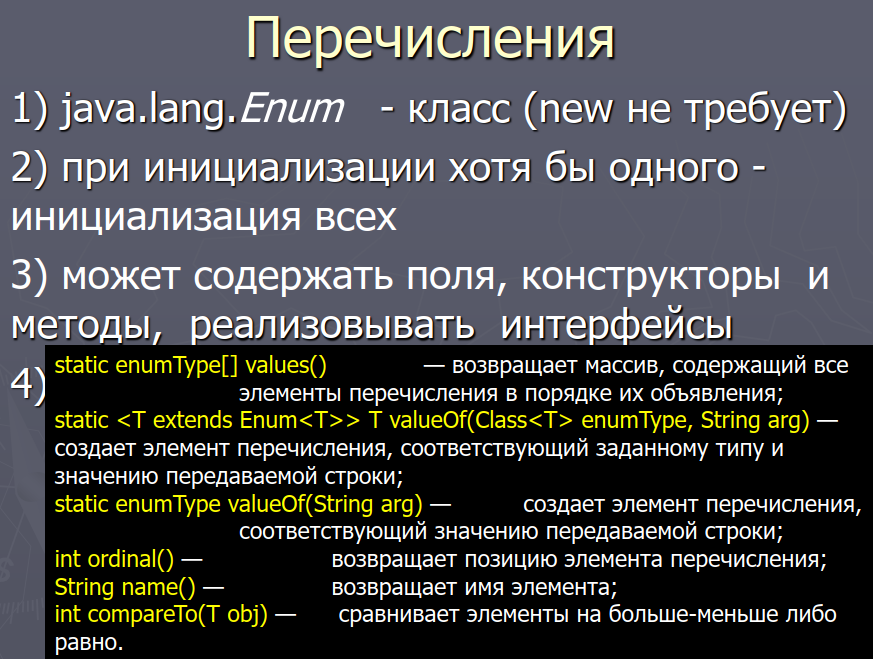 Перечисления
1) java.lang.Enum - класс (new не требует)
2) при инициализации хотя бы одного -
инициализация всех
3) может содержать поля, конструкторы и
методы, реализовывать интерфейсы
4)
static enumType[] values() — возвращает массив, содержащий все
элементы перечисления в порядке их объявления;
static <T extends Enum<T>> T valueOf(Class<T> enumType, String arg) —
создает элемент перечисления, соответствующий заданному типу и
значению передаваемой строки;
static enumType valueOf(String arg) — создает элемент перечисления,
соответствующий значению передаваемой строки;
int ordinal() — возвращает позицию элемента перечисления;
String name() — возвращает имя элемента;
int compareTo(T obj) — сравнивает элементы на больше-меньше либо
равно.